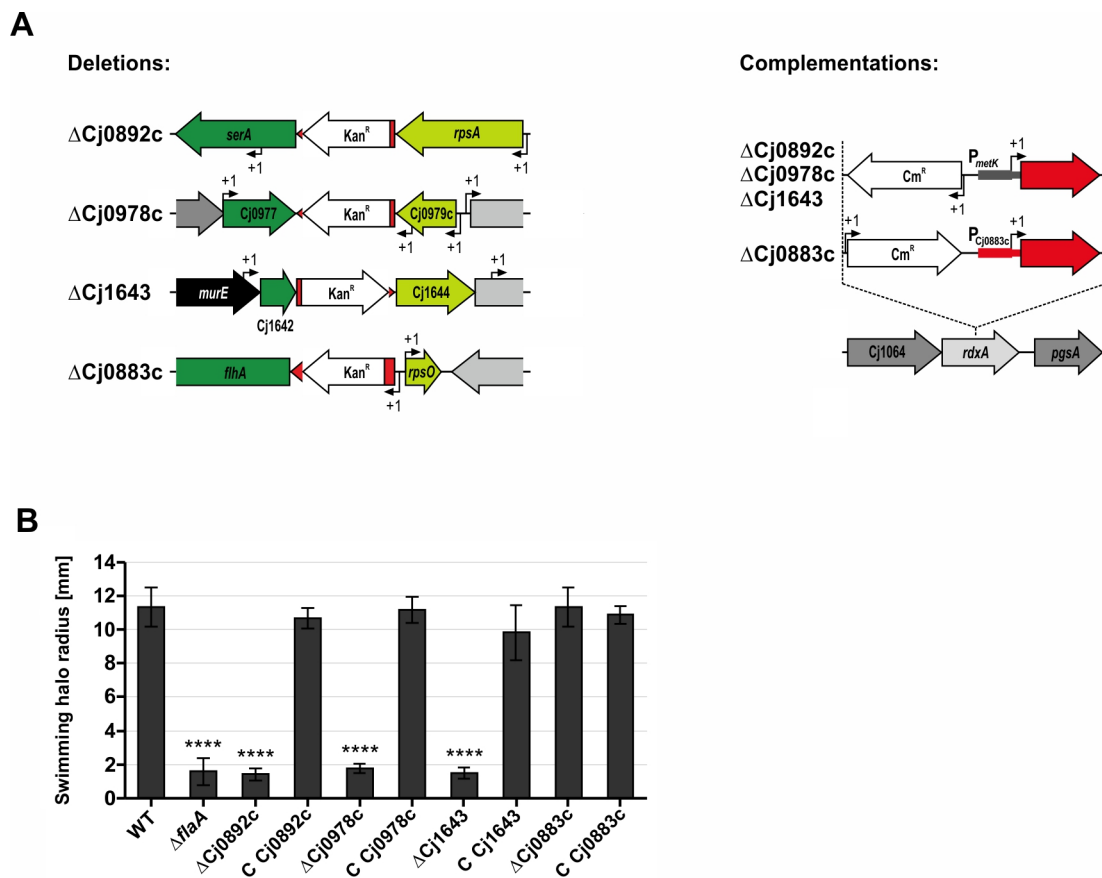 A
Deletions:
Complementations:
ΔCj0892c
serA
Kan^R
rpsA
+1
+1
ΔCj0978c
+1
Cj0977
Kan^R
Cj0979c
+1
+1
+1
ΔCj1643
murE
+1
Cj1642
Kan^R
Cj1644
+1
ΔCj0883c
flhA
Kan^R
+1
rpsO
+1
ΔCj0892c
ΔCj0978c
ΔCj1643
Cm^R
+1
P_metK
+1
ΔCj0883c
+1
Cm^R
P_Cj0883c
+1
Cj1064
rdxA
pgsA
B
Swimming halo radius [mm]
14
12
10
8
6
4
2
0
****
****
****
****
WT
ΔflaA
ΔCj0892c
C Cj0892c
ΔCj0978c
C Cj0978c
ΔCj1643
C Cj1643
ΔCj0883c
C Cj0883c